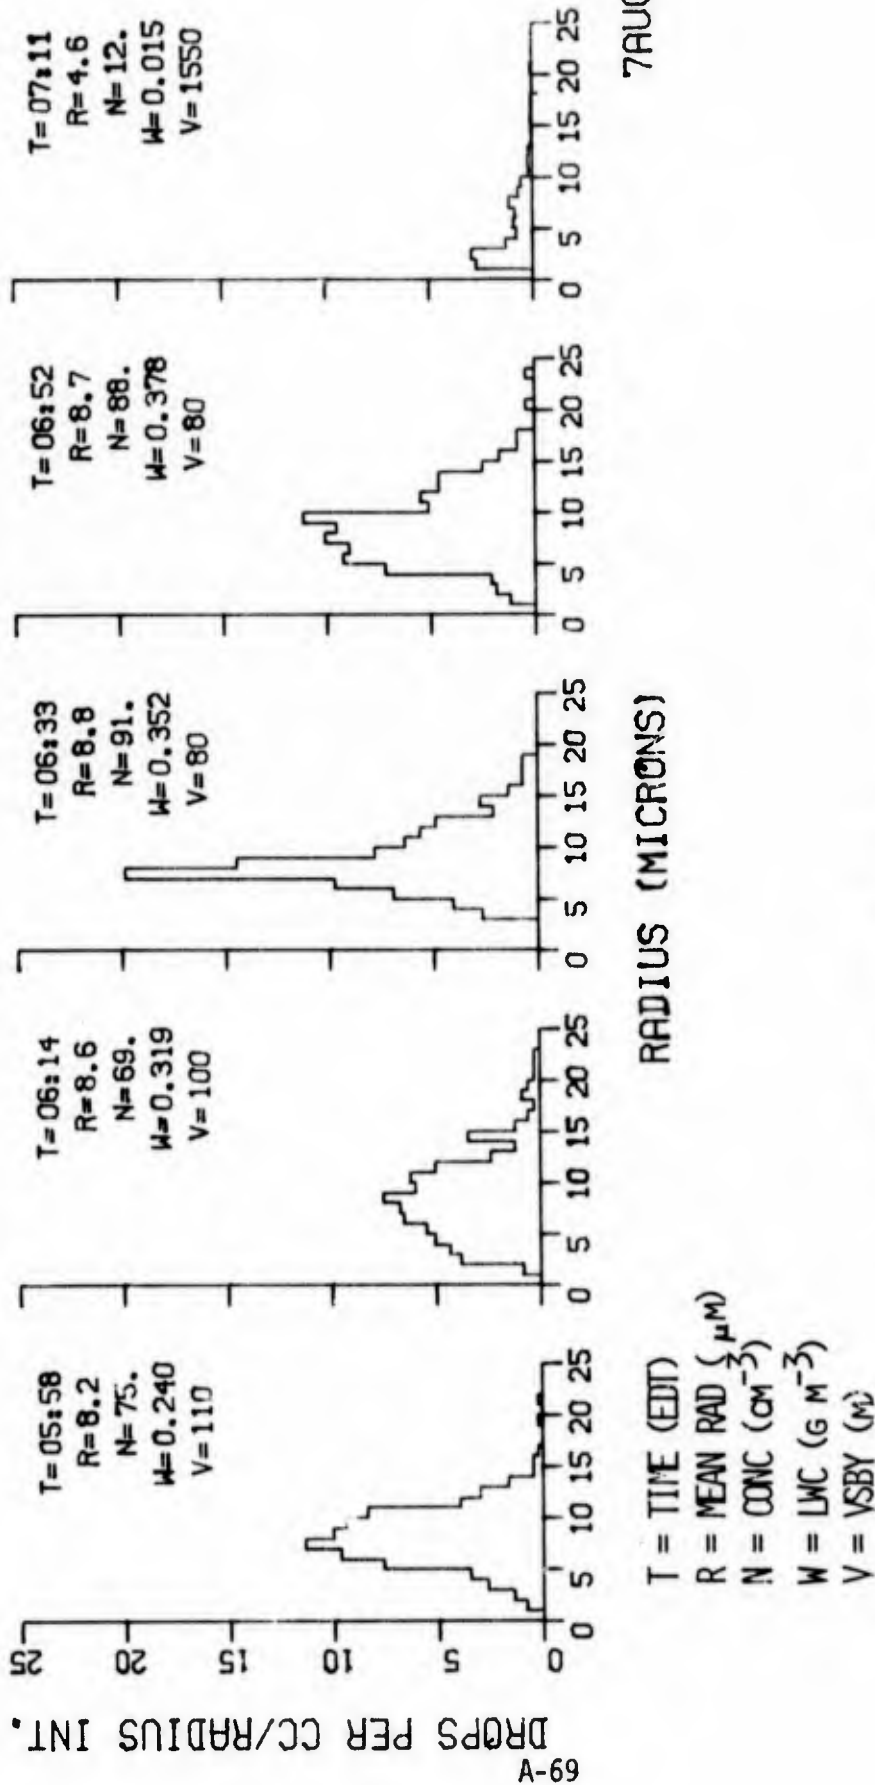 T=05:58
R=8.2
N=75.
W=0.240
V=110
T=06:14
R=8.6
N=69.
W=0.319
V=100
T=06:33
R=8.8
N=91.
W=0.352
V=80
T=06:52
R=8.7
N=88.
W=0.378
V=80
T=07:11
R=4.6
N=12.
W=0.015
V=1550
DROPS PER CC/RADIUS INT.
0 5 10 15 20 25
0 5 10 15 20 25
0 5 10 15 20 25
0 5 10 15 20 25
0 5 10 15 20 25
0 5 10 15 20 25
RADIUS (MICRONS)
7AUG
T = TIME (EDT)
R = MEAN RAD (μM)
N = CONC (CM⁻³)
W = LWC (G M⁻³)
V = VSBY (M)
A-69